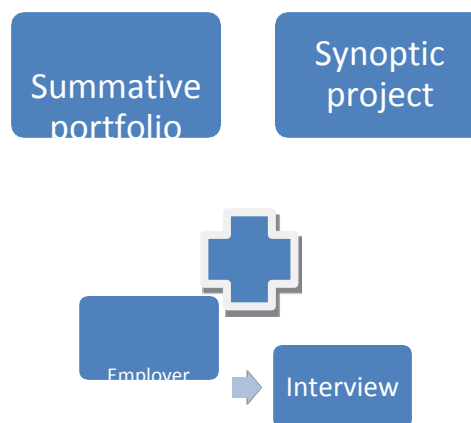 Summative
portfolio
Synoptic
project
Employer
Interview